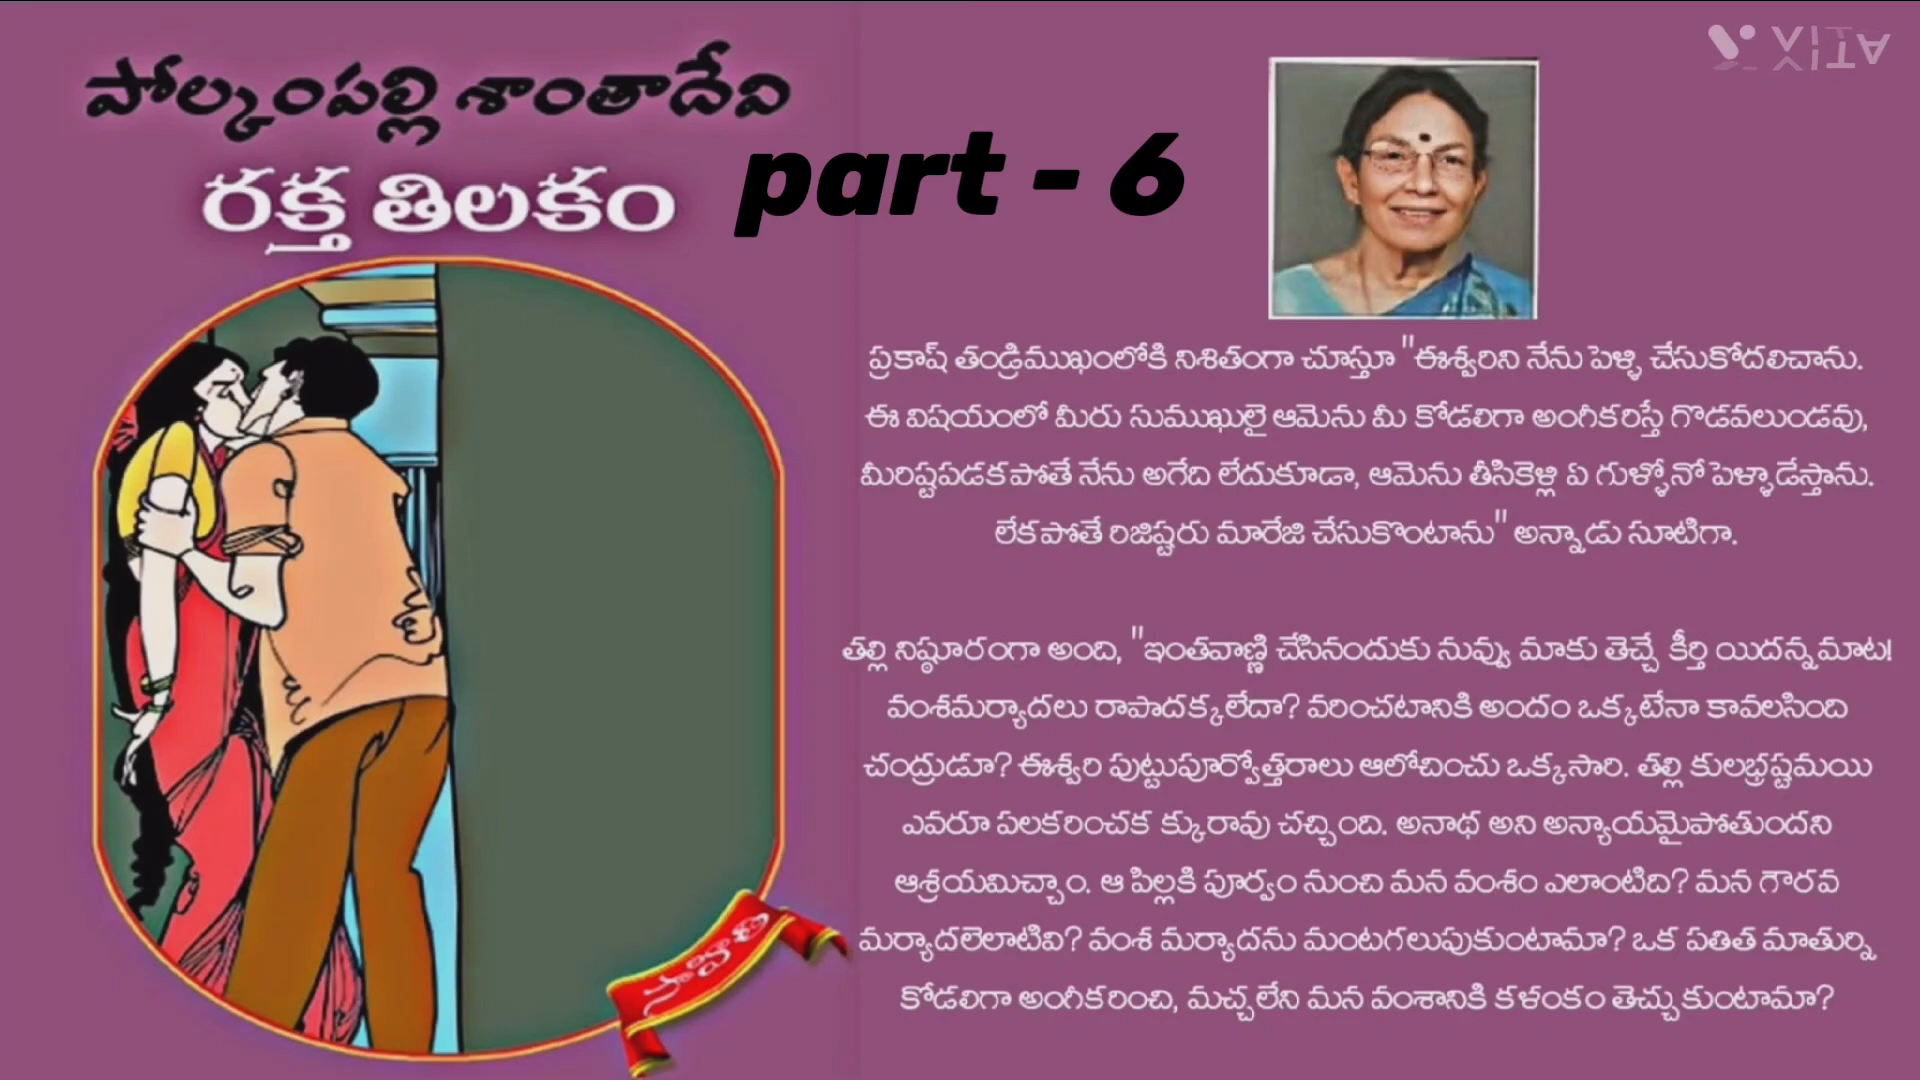 పోల్కంపల్లి శాంతాదేవి
రక్త తిలకం
part - 6
VITA
ప్రకాష్ తండ్రిముఖంలోకి నిశితంగా చూస్తూ "ఈశ్వరిని నేను పెళ్ళి చేసుకోదలిచాను.
ఈ విషయంలో మీరు సుముఖులై ఆమెను మీ కోడలిగా అంగీకరిస్తే గొడవలుండవు,
మీరిష్టపడకపోతే నేను అగేది లేదుకూడా, ఆమెను తీసికెళ్లి ఏ గుళ్ళోనో పెళ్ళాడేస్తాను.
లేకపోతే రిజిష్టరు మారేజి చేసుకొంటాను" అన్నాడు సూటిగా.
తల్లి నిష్ఠూరంగా అంది, "ఇంతవాణ్ణి చేసినందుకు నువ్వు మాకు తెచ్చే కీర్తి యిదన్నమాట!
వంశమర్యాదలు రాపాదక్కలేదా? వరించటానికి అందం ఒక్కటేనా కావలసింది
చంద్రుడూ? ఈశ్వరి పుట్టుపూర్వోత్తరాలు ఆలోచించు ఒక్కసారి. తల్లి కులభ్రష్టమయి
ఎవరూ పలకరించక క్కురావు చచ్చింది. అనాథ అని అన్యాయమైపోతుందని
ఆశ్రయమిచ్చాం. ఆ పిల్లకి పూర్వం నుంచి మన వంశం ఎలాంటిది? మన గౌరవ
మర్యాదలెలాటివి? వంశ మర్యాదను మంటగలుపుకుంటామా? ఒక పతిత మాతుర్ని
కోడలిగా అంగీకరించి, మచ్చలేని మన వంశానికి కళంకం తెచ్చుకుంటామా?
సాహితి